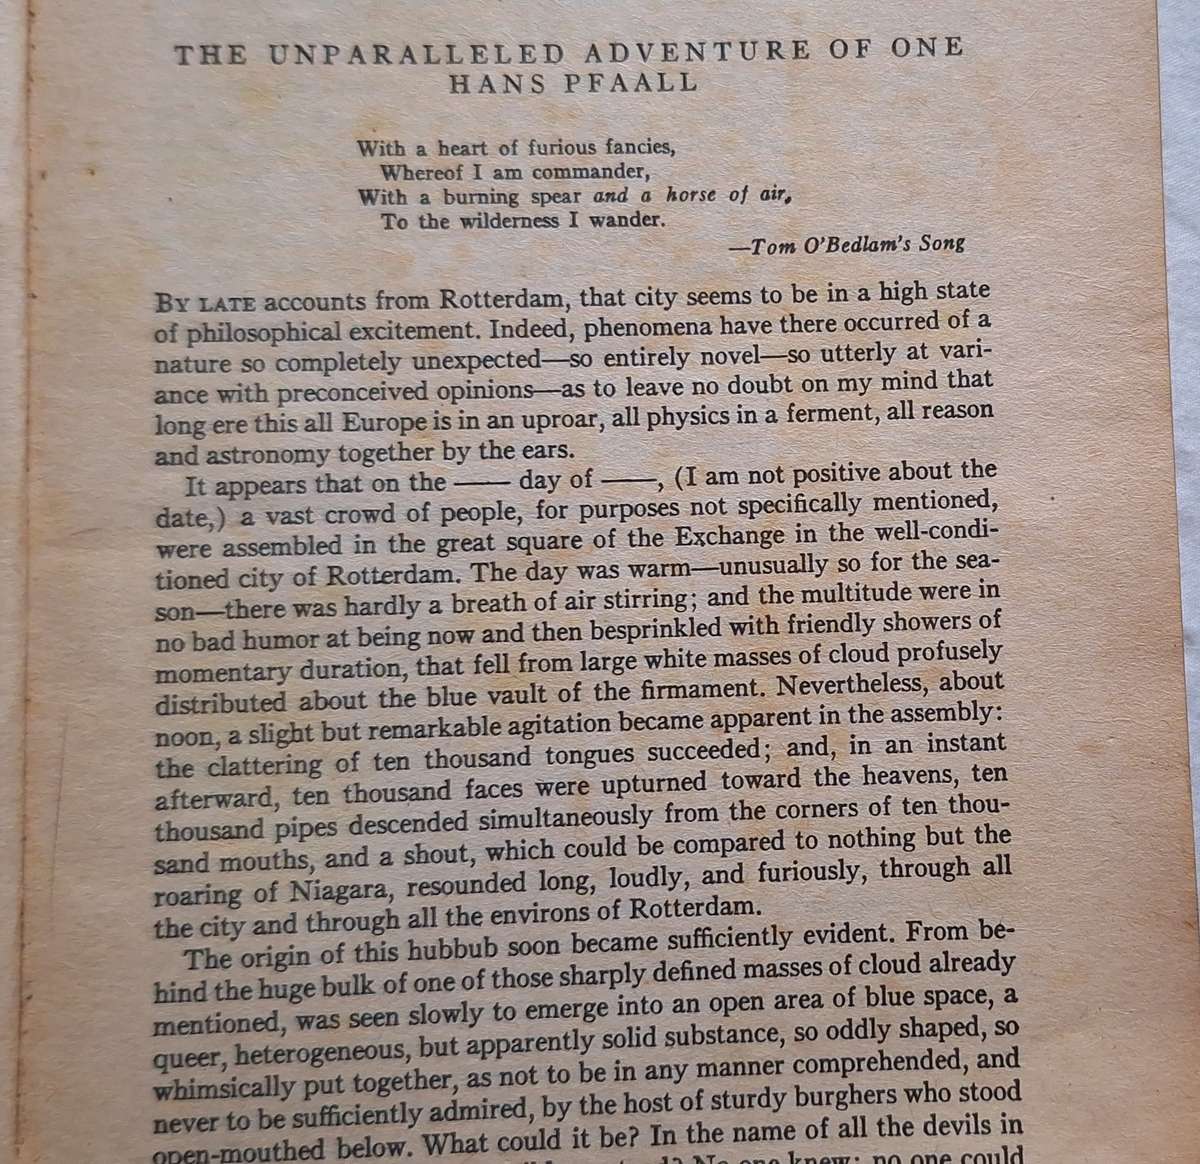 THE UNPARALLELED ADVENTURE OF ONE
HANS PFAALL
With a heart of furious fancies,
Whereof I am commander,
With a burning spear and a horse of air,
To the wilderness I wander.
—Tom O'Bedlam's Song
BY LATE accounts from Rotterdam, that city seems to be in a high state
of philosophical excitement. Indeed, phenomena have there occurred of a
nature so completely unexpected—so entirely novel—so utterly at vari-
ance with preconceived opinions—as to leave no doubt on my mind that
long ere this all Europe is in an uproar, all physics in a ferment, all reason
and astronomy together by the ears.
It appears that on the —— day of ——, (I am not positive about the
date,) a vast crowd of people, for purposes not specifically mentioned,
were assembled in the great square of the Exchange in the well-condi-
tioned city of Rotterdam. The day was warm—unusually so for the sea-
son—there was hardly a breath of air stirring; and the multitude were in
no bad humor at being now and then besprinkled with friendly showers of
momentary duration, that fell from large white masses of cloud profusely
distributed about the blue vault of the firmament. Nevertheless, about
noon, a slight but remarkable agitation became apparent in the assembly:
the clattering of ten thousand tongues succeeded; and, in an instant
afterward, ten thousand faces were upturned toward the heavens, ten
thousand pipes descended simultaneously from the corners of ten thou-
sand mouths, and a shout, which could be compared to nothing but the
roaring of Niagara, resounded long, loudly, and furiously, through all
the city and through all the environs of Rotterdam.
The origin of this hubbub soon became sufficiently evident. From be-
hind the huge bulk of one of those sharply defined masses of cloud already
mentioned, was seen slowly to emerge into an open area of blue space, a
queer, heterogeneous, but apparently solid substance, so oddly shaped, so
whimsically put together, as not to be in any manner comprehended, and
never to be sufficiently admired, by the host of sturdy burghers who stood
open-mouthed below. What could it be? In the name of all the devils in
No one knew; no one could